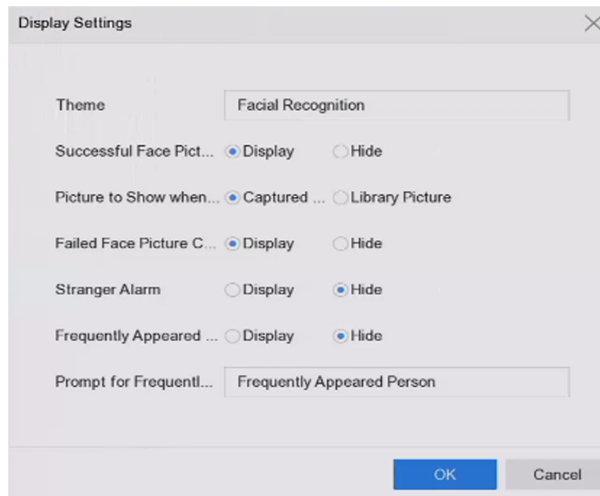 Display Settings
Theme Facial Recognition
Successful Face Pict... Display Hide
Picture to Show when... Captured ... Library Picture
Failed Face Picture C... Display Hide
Stranger Alarm Display Hide
Frequently Appeared ... Display Hide
Prompt for Frequentl... Frequently Appeared Person
OK Cancel